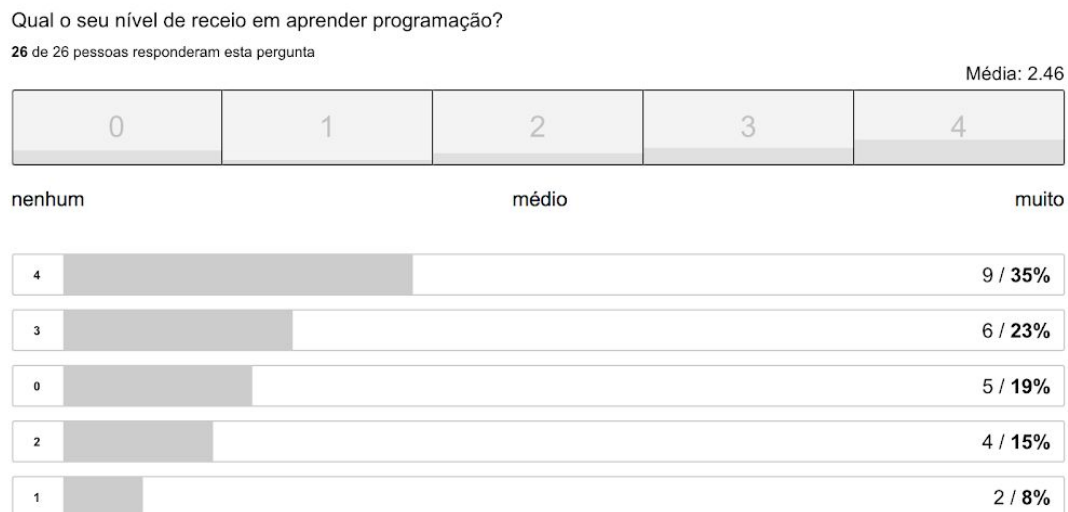 Qual o seu nível de receio em aprender programação?
26 de 26 pessoas responderam esta pergunta
Média: 2.46
0 1 2 3 4
nenhum médio muito
4 9 / 35%
3 6 / 23%
0 5 / 19%
2 4 / 15%
1 2 / 8%